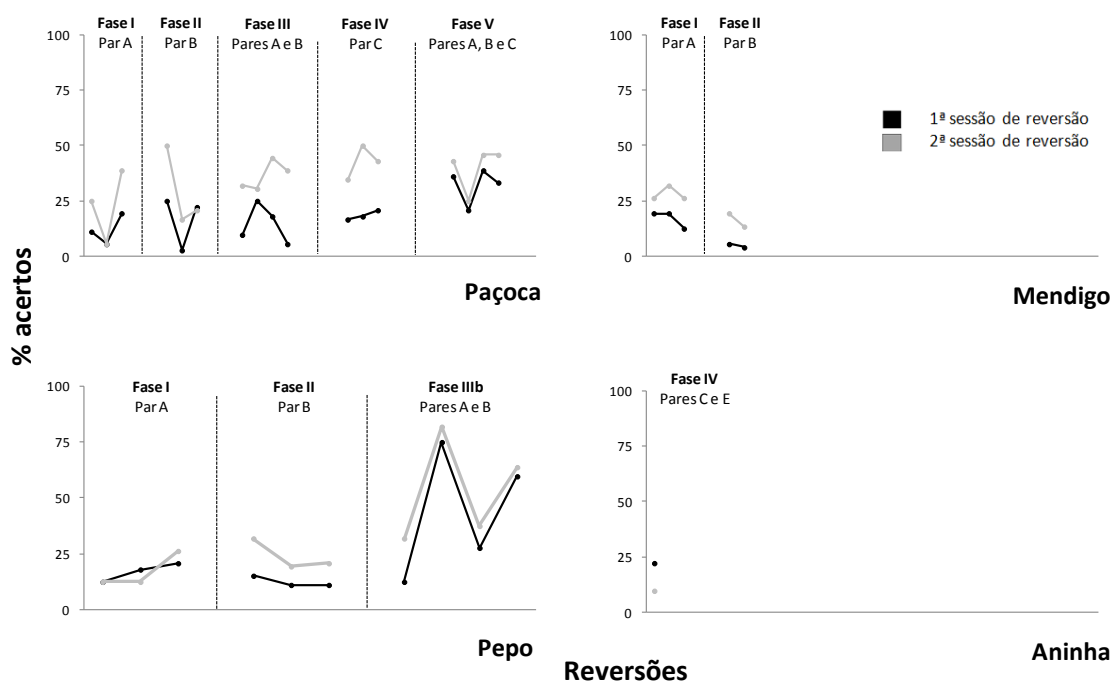 Fase I
Par A
Fase II
Par B
Fase III
Pares A e B
Fase IV
Par C
Fase V
Pares A, B e C
100
75
50
25
0
Paçoca
Fase I
Par A
Fase II
Par B
100
75
50
25
0
1ª sessão de reversão
2ª sessão de reversão
Mendigo
% acertos
Fase I
Par A
Fase II
Par B
Fase IIIb
Pares A e B
100
75
50
25
0
Pepo
Fase IV
Pares C e E
100
75
50
25
0
Aninha
Reversões